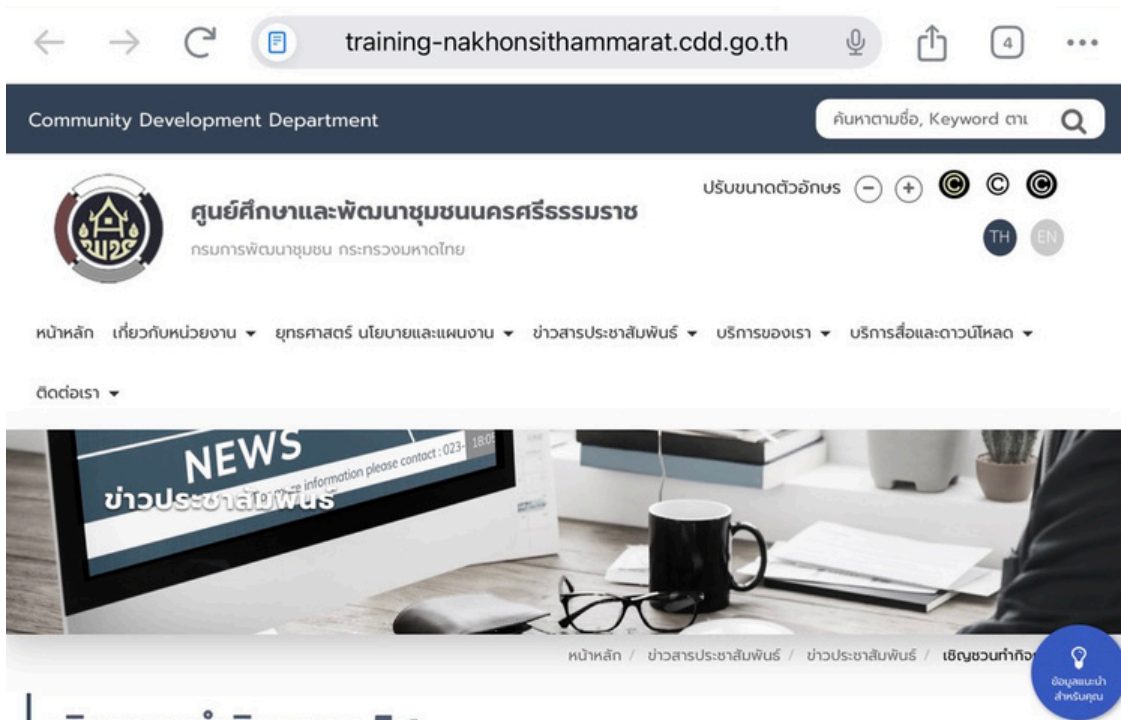 training-nakhonsithammarat.cdd.go.th
4
Community Development Department
ค้นหาตามชื่อ, Keyword ตาม
ศูนย์ศึกษาและพัฒนาชุมชนนครศรีธรรมราช
กรมการพัฒนาชุมชน กระทรวงมหาดไทย
ปรับขนาดตัวอักษร - + C C C
TH EN
พช
หน้าหลัก เกี่ยวกับหน่วยงาน ยุทธศาสตร์ นโยบายและแผนงาน ข่าวสารประชาสัมพันธ์ บริการของเรา บริการสื่อและดาวน์โหลด
ติดต่อเรา
NEWS
information please contact : 023-
18:05
ข่าวประชาสัมพันธ์
หน้าหลัก / ข่าวสารประชาสัมพันธ์ / ข่าวประชาสัมพันธ์ / เชิญชวนทำกิจ
ข้อมูลแนะนำ
สำหรับคุณ